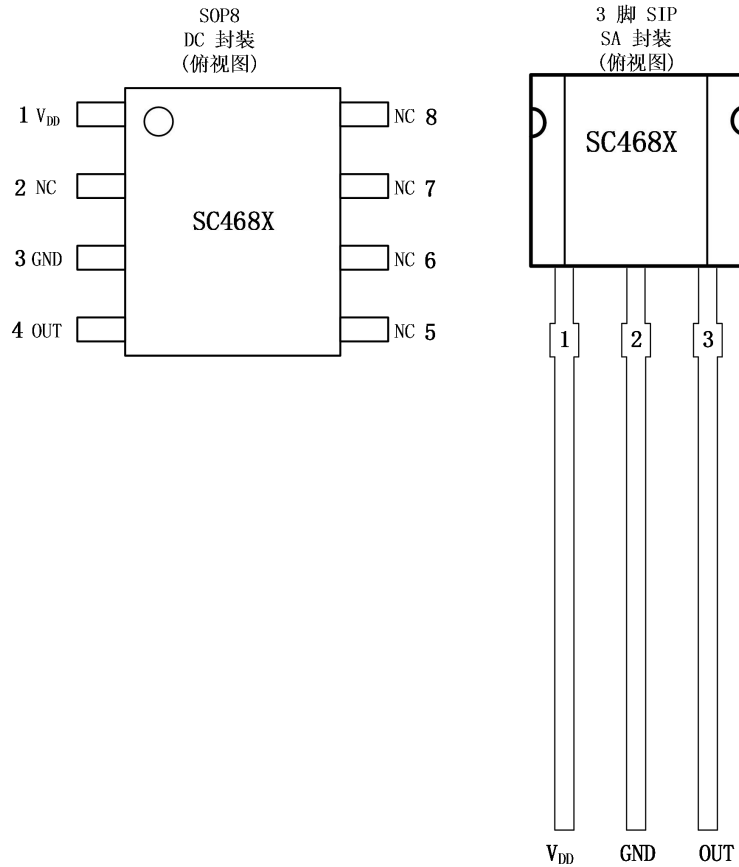 SOP8
DC 封装
(俯视图)
1 VDD
2 NC
3 GND
4 OUT
SC468X
NC 8
NC 7
NC 6
NC 5
3 脚 SIP
SA 封装
(俯视图)
SC468X
1
2
3
VDD
GND
OUT